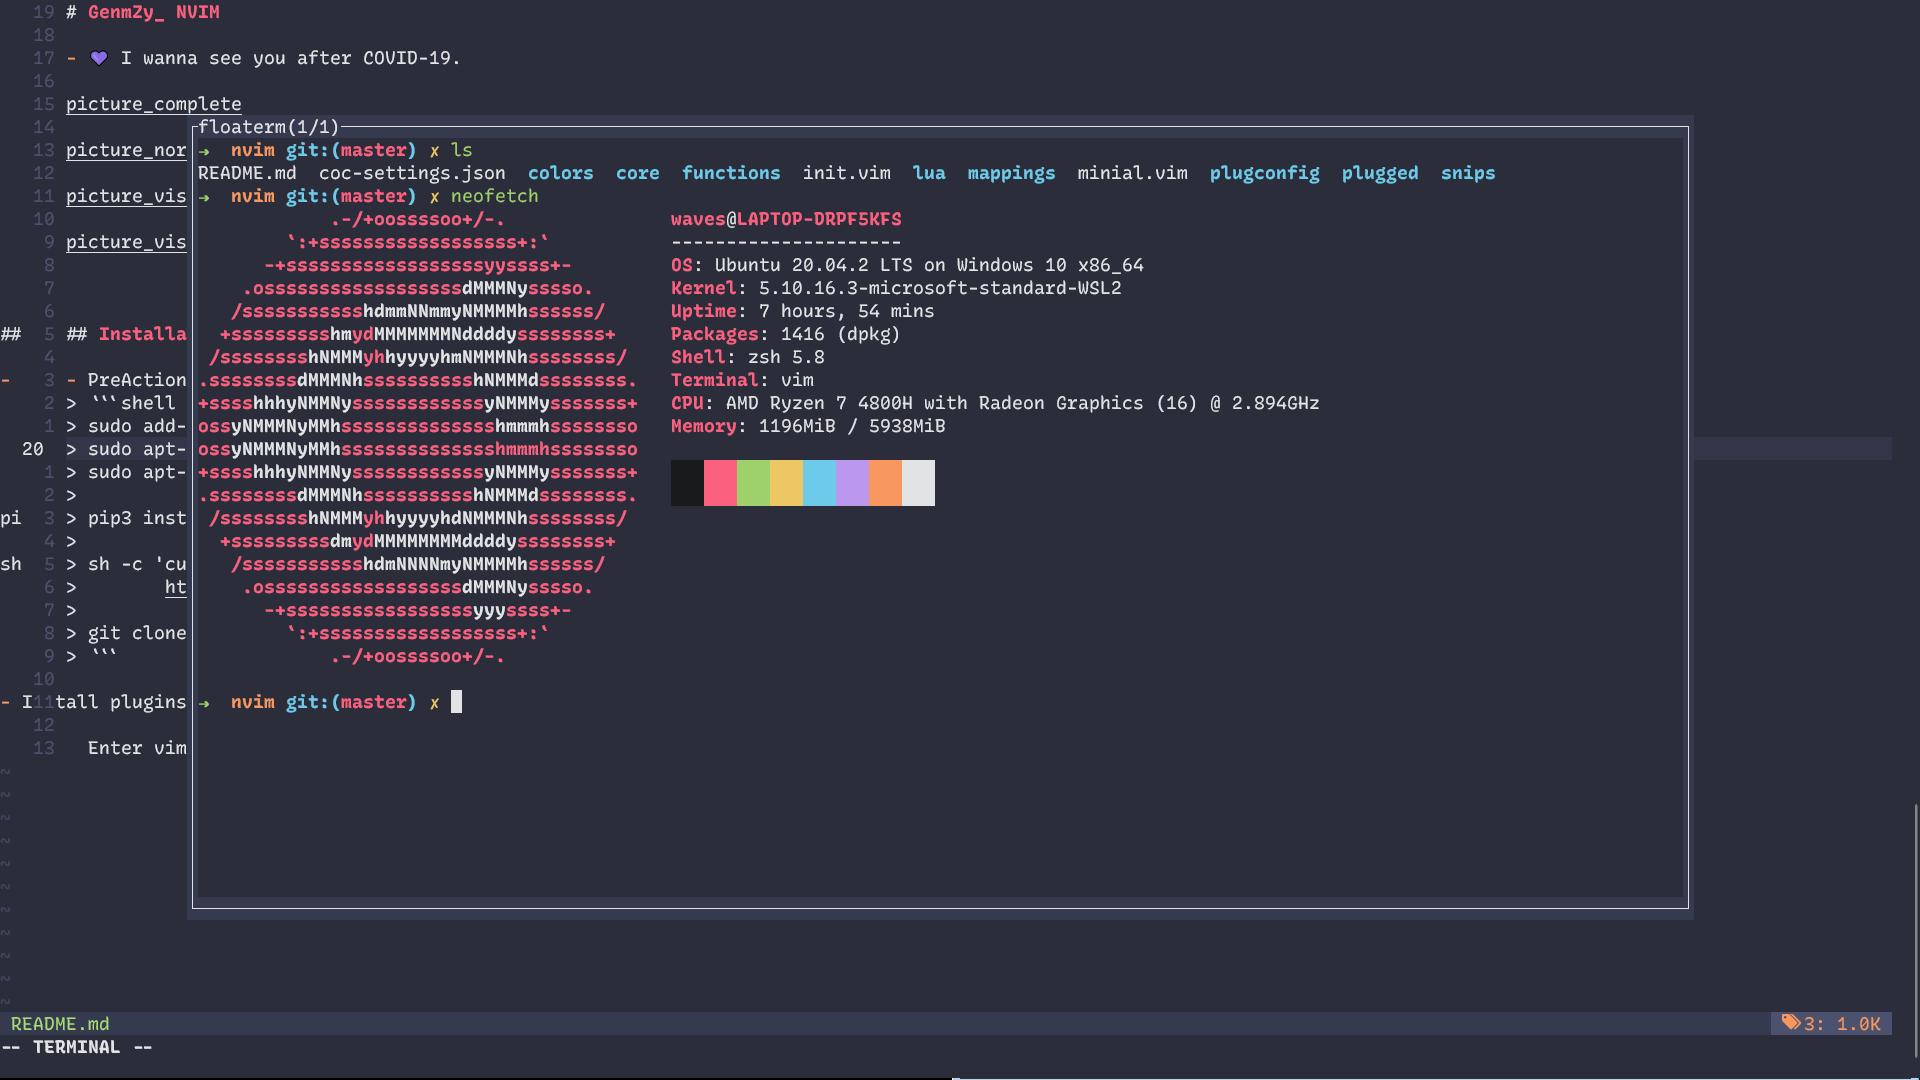 19 # GenmZy_ NVIM
18
17 - 💜 I wanna see you after COVID-19.
16
15 picture_complete
14
13 picture_nor
12
11 picture_vis
10
9 picture_vis
8
7
6
## 5 ## Installa
4
- 3 - PreAction
2 > ```shell
1 > sudo add-
20 > sudo apt-
1 > sudo apt-
2 >
pi 3 > pip3 inst
4 >
sh 5 > sh -c 'cu
6 > ht
7 >
8 > git clone
9 > ```
10
- I11tall plugins
12
13 Enter vim
~
~
~
~
~
~
~
~
~
~
~
floaterm(1/1)
➜ nvim git:(master) ✗ ls
README.md coc-settings.json colors core functions init.vim lua mappings minial.vim plugconfig plugged snips
➜ nvim git:(master) ✗ neofetch
.-/+oossssoo+/-.
`:+ssssssssssssssssss+:`
-+ssssssssssssssssssyyssss+-
.ossssssssssssssssssdMMMNysssso.
/ssssssssssshdmmNNmmyNMMMMhssssss/
+ssssssssshmydMMMMMMMNddddyssssssss+
/sssssssshNMMMyhhyyyyhmNMMMNhssssssss/
.ssssssssdMMMNhsssssssssshNMMMdssssssss.
+sssshhhyNMMNyssssssssssssyNMMMysssssss+
ossyNMMMNyMMhsssssssssssssshmmmhssssssso
ossyNMMMNyMMhsssssssssssssshmmmhssssssso
+sssshhhyNMMNyssssssssssssyNMMMysssssss+
.ssssssssdMMMNhsssssssssshNMMMdssssssss.
/sssssssshNMMMyhhyyyyhdNMMMNhssssssss/
+sssssssssdmydMMMMMMMMddddyssssssss+
/ssssssssssshdmNNNNmyNMMMMhssssss/
.ossssssssssssssssssdMMMNysssso.
-+sssssssssssssssssyyyssss+-
`:+ssssssssssssssssss+:`
.-/+oossssoo+/-.
waves@LAPTOP-DRPF5KFS
---------------------
OS: Ubuntu 20.04.2 LTS on Windows 10 x86_64
Kernel: 5.10.16.3-microsoft-standard-WSL2
Uptime: 7 hours, 54 mins
Packages: 1416 (dpkg)
Shell: zsh 5.8
Terminal: vim
CPU: AMD Ryzen 7 4800H with Radeon Graphics (16) @ 2.894GHz
Memory: 1196MiB / 5938MiB
➜ nvim git:(master) ✗
README.md
3: 1.0K
-- TERMINAL --